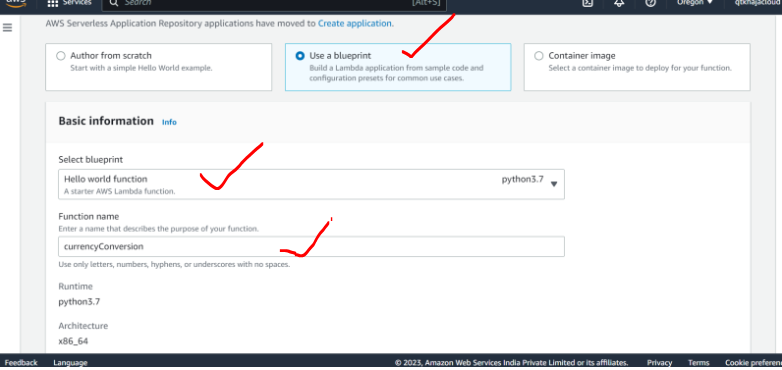 aws
Services
Search
[Alt+S]
Oregon
qtkhajacloud
AWS Serverless Application Repository applications have moved to Create application.
Author from scratch
Start with a simple Hello World example.
Use a blueprint
Build a Lambda application from sample code and
configuration presets for common use cases.
Container image
Select a container image to deploy for your function.
Basic information Info
Select blueprint
Hello world function python3.7
A starter AWS Lambda function.
Function name
Enter a name that describes the purpose of your function.
currencyConversion
Use only letters, numbers, hyphens, or underscores with no spaces.
Runtime
python3.7
Architecture
x86_64
Feedback Language © 2023, Amazon Web Services India Private Limited or its affiliates. Privacy Terms Cookie preferen